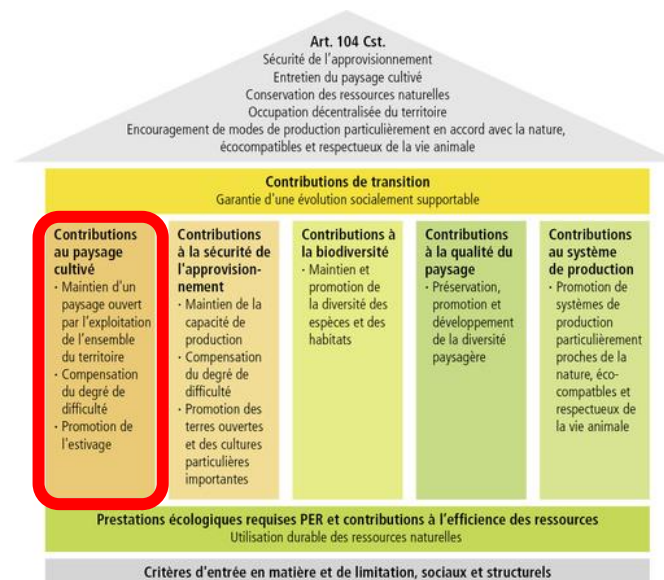 Art. 104 Cst.
Sécurité de l'approvisionnement
Entretien du paysage cultivé
Conservation des ressources naturelles
Occupation décentralisée du territoire
Encouragement de modes de production particulièrement en accord avec la nature,
écocompatibles et respectueux de la vie animale
Contributions de transition
Garantie d'une évolution socialement supportable
Contributions
au paysage
cultivé
· Maintien d'un
paysage ouvert
par l'exploitation
de l'ensemble
du territoire
· Compensation
du degré de
difficulté
· Promotion de
l'estivage
Contributions
à la sécurité de
l'approvision-
nement
· Maintien de la
capacité de
production
· Compensation
du degré de
difficulté
· Promotion des
terres ouvertes
et des cultures
particulières
importantes
Contributions à
la biodiversité
· Maintien et
promotion de
la diversité des
espèces et des
habitats
Contributions
à la qualité du
paysage
· Préservation,
promotion et
développement
de la diversité
paysagère
Contributions
au système
de production
· Promotion de
systèmes de
production
particulièrement
proches de la
nature, éco-
compatbles et
respectueux de
la vie animale
Prestations écologiques requises PER et contributions à l'efficience des ressources
Utilisation durable des ressources naturelles
Critères d'entrée en matière et de limitation, sociaux et structurels